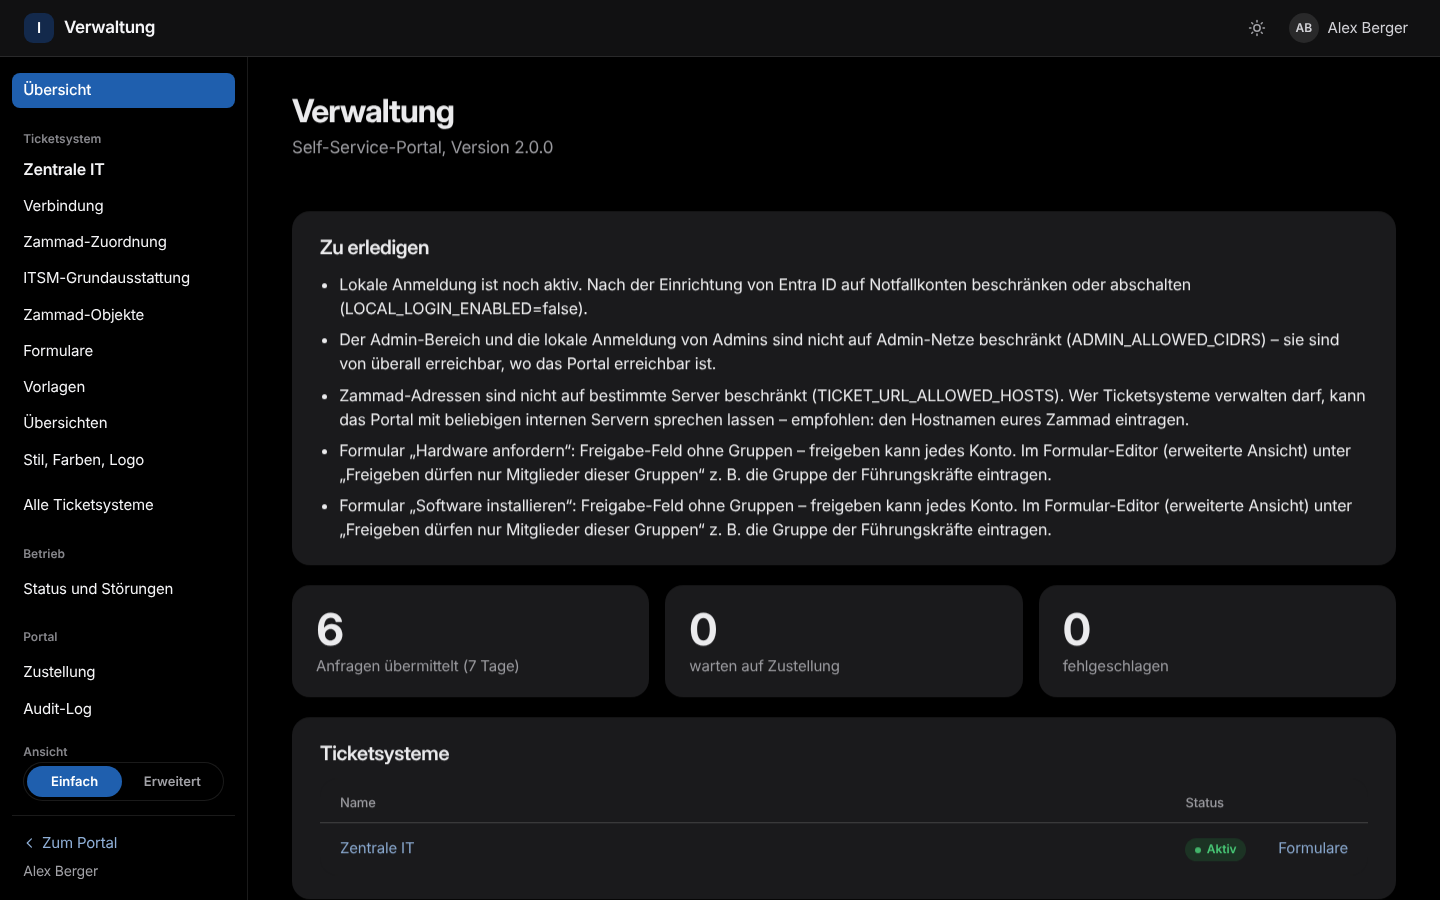 I Verwaltung
AB Alex Berger
Übersicht
Ticketsystem
Zentrale IT
Verbindung
Zammad-Zuordnung
ITSM-Grundausstattung
Zammad-Objekte
Formulare
Vorlagen
Übersichten
Stil, Farben, Logo
Alle Ticketsysteme
Betrieb
Status und Störungen
Portal
Zustellung
Audit-Log
Ansicht
Einfach Erweitert
Zum Portal
Alex Berger
Verwaltung
Self-Service-Portal, Version 2.0.0
Zu erledigen
• Lokale Anmeldung ist noch aktiv. Nach der Einrichtung von Entra ID auf Notfallkonten beschränken oder abschalten
(LOCAL_LOGIN_ENABLED=false).
• Der Admin-Bereich und die lokale Anmeldung von Admins sind nicht auf Admin-Netze beschränkt (ADMIN_ALLOWED_CIDRS) – sie sind
von überall erreichbar, wo das Portal erreichbar ist.
• Zammad-Adressen sind nicht auf bestimmte Server beschränkt (TICKET_URL_ALLOWED_HOSTS). Wer Ticketsysteme verwalten darf, kann
das Portal mit beliebigen internen Servern sprechen lassen – empfohlen: den Hostnamen eures Zammad eintragen.
• Formular „Hardware anfordern“: Freigabe-Feld ohne Gruppen – freigeben kann jedes Konto. Im Formular-Editor (erweiterte Ansicht) unter
„Freigeben dürfen nur Mitglieder dieser Gruppen“ z. B. die Gruppe der Führungskräfte eintragen.
• Formular „Software installieren“: Freigabe-Feld ohne Gruppen – freigeben kann jedes Konto. Im Formular-Editor (erweiterte Ansicht) unter
„Freigeben dürfen nur Mitglieder dieser Gruppen“ z. B. die Gruppe der Führungskräfte eintragen.
6
Anfragen übermittelt (7 Tage)
0
warten auf Zustellung
0
fehlgeschlagen
Ticketsysteme
Name Status
Zentrale IT Aktiv Formulare